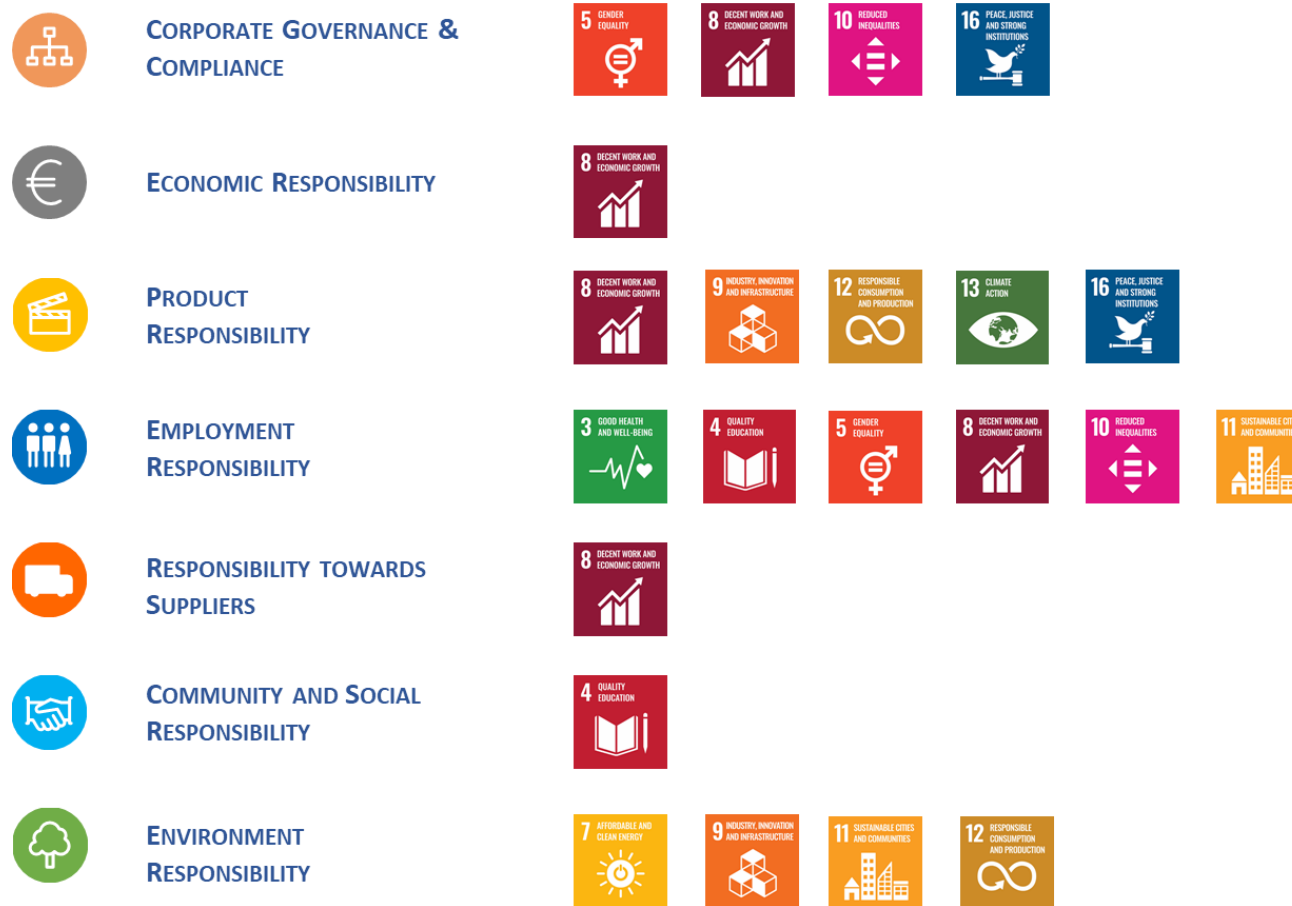 CORPORATE GOVERNANCE &
COMPLIANCE
5 GENDER
EQUALITY
8 DECENT WORK AND
ECONOMIC GROWTH
10 REDUCED
INEQUALITIES
16 PEACE, JUSTICE
AND STRONG
INSTITUTIONS
€
ECONOMIC RESPONSIBILITY
8 DECENT WORK AND
ECONOMIC GROWTH
PRODUCT
RESPONSIBILITY
8 DECENT WORK AND
ECONOMIC GROWTH
9 INDUSTRY, INNOVATION
AND INFRASTRUCTURE
12 RESPONSIBLE
CONSUMPTION
AND PRODUCTION
13 CLIMATE
ACTION
16 PEACE, JUSTICE
AND STRONG
INSTITUTIONS
EMPLOYMENT
RESPONSIBILITY
3 GOOD HEALTH
AND WELL-BEING
4 QUALITY
EDUCATION
5 GENDER
EQUALITY
8 DECENT WORK AND
ECONOMIC GROWTH
10 REDUCED
INEQUALITIES
11 SUSTAINABLE
AND
RESPONSIBILITY TOWARDS
SUPPLIERS
8 DECENT WORK AND
ECONOMIC GROWTH
COMMUNITY AND SOCIAL
RESPONSIBILITY
4 QUALITY
EDUCATION
ENVIRONMENT
RESPONSIBILITY
7 AFFORDABLE AND
CLEAN ENERGY
9 INDUSTRY, INNOVATION
AND INFRASTRUCTURE
11 SUSTAINABLE CITIES
AND COMMUNITIES
12 RESPONSIBLE
CONSUMPTION
AND PRODUCTION